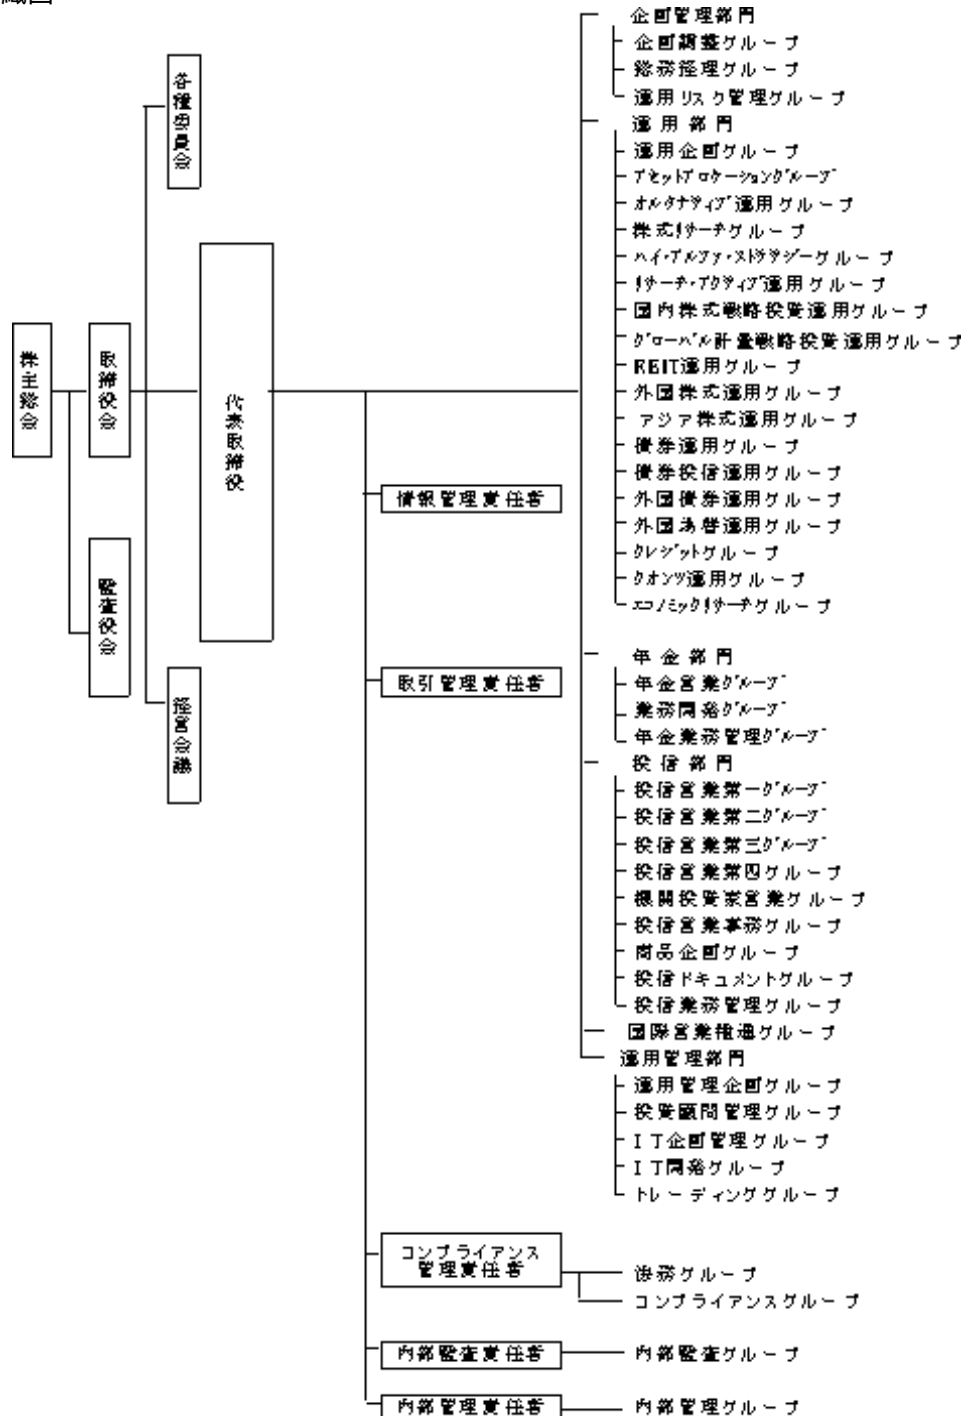 織図
各種委員会
株主総会
取締役会
代表取締役
監査役会
経営会議
企画管理部門
企画調整グループ
総務経理グループ
運用リスク管理グループ
運用部門
運用企画グループ
アセットアロケーショングループ
オルタナティブ運用グループ
株式リサーチグループ
ハイ・アルファ・ストラテジーグループ
リサーチ・アクティブ運用グループ
国内株式戦略投資運用グループ
グローバル計量戦略投資運用グループ
REIT運用グループ
外国株式運用グループ
アジア株式運用グループ
債券運用グループ
債券投信運用グループ
外国債券運用グループ
外国為替運用グループ
クレジットグループ
クオンツ運用グループ
エコノミックリサーチグループ
情報管理責任者
取引管理責任者
年金部門
年金営業グループ
業務開発グループ
年金業務管理グループ
投信部門
投信営業第一グループ
投信営業第二グループ
投信営業第三グループ
投信営業第四グループ
機関投資家営業グループ
投信営業事務グループ
商品企画グループ
投信ドキュメントグループ
投信業務管理グループ
国際営業推進グループ
運用管理部門
運用管理企画グループ
投資顧問管理グループ
IT企画管理グループ
IT開発グループ
トレーディンググループ
コンプライアンス
管理責任者
法務グループ
コンプライアンスグループ
内部監査責任者
内部監査グループ
内部管理責任者
内部管理グループ